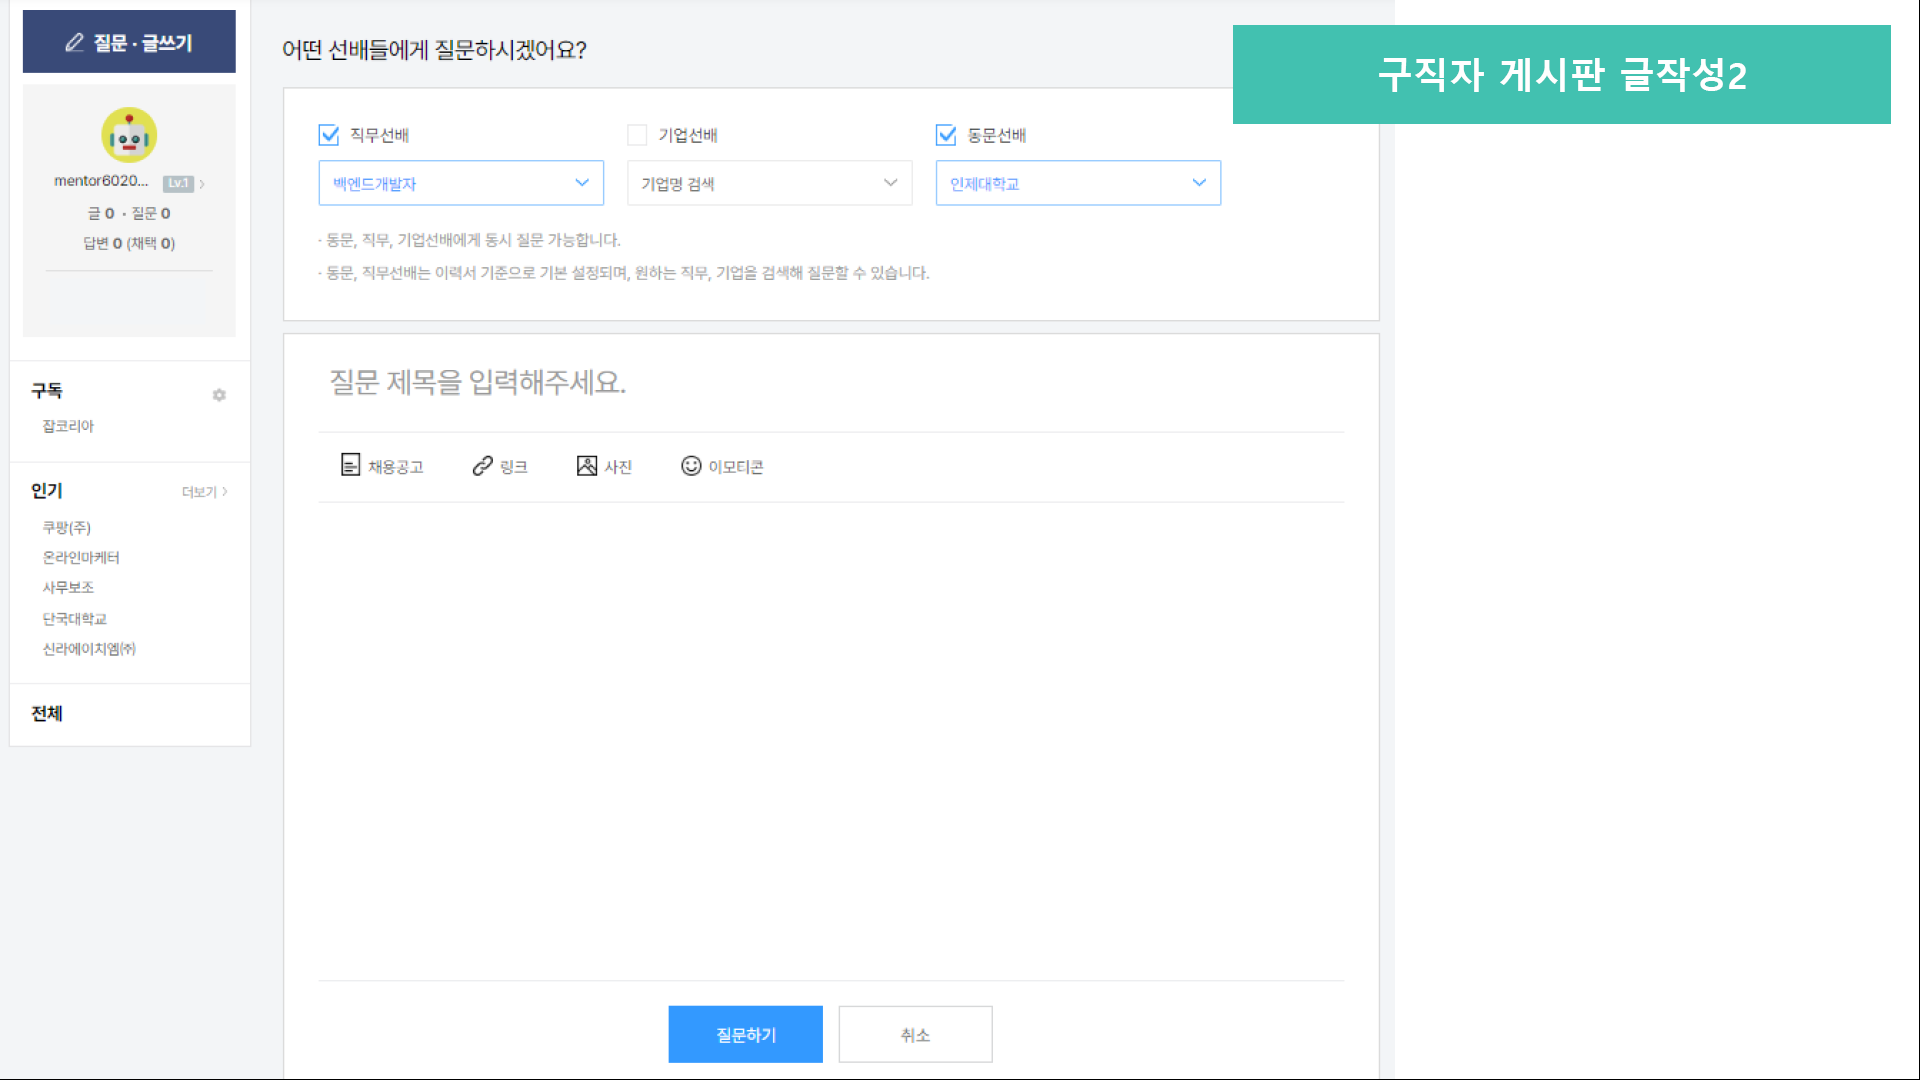 질문 · 글쓰기
mentor6020... Lv.1
글 0 · 질문 0
답변 0 (채택 0)
구독
잡코리아
인기 더보기
쿠팡(주)
온라인마케터
사무보조
단국대학교
신라에이치엠㈜
전체
어떤 선배들에게 질문하시겠어요?
구직자 게시판 글작성2
직무선배 기업선배 동문선배
백엔드개발자 기업명 검색 인제대학교
· 동문, 직무, 기업선배에게 동시 질문 가능합니다.
· 동문, 직무선배는 이력서 기준으로 기본 설정되며, 원하는 직무, 기업을 검색해 질문할 수 있습니다.
질문 제목을 입력해주세요.
채용공고 링크 사진 이모티콘
질문하기 취소